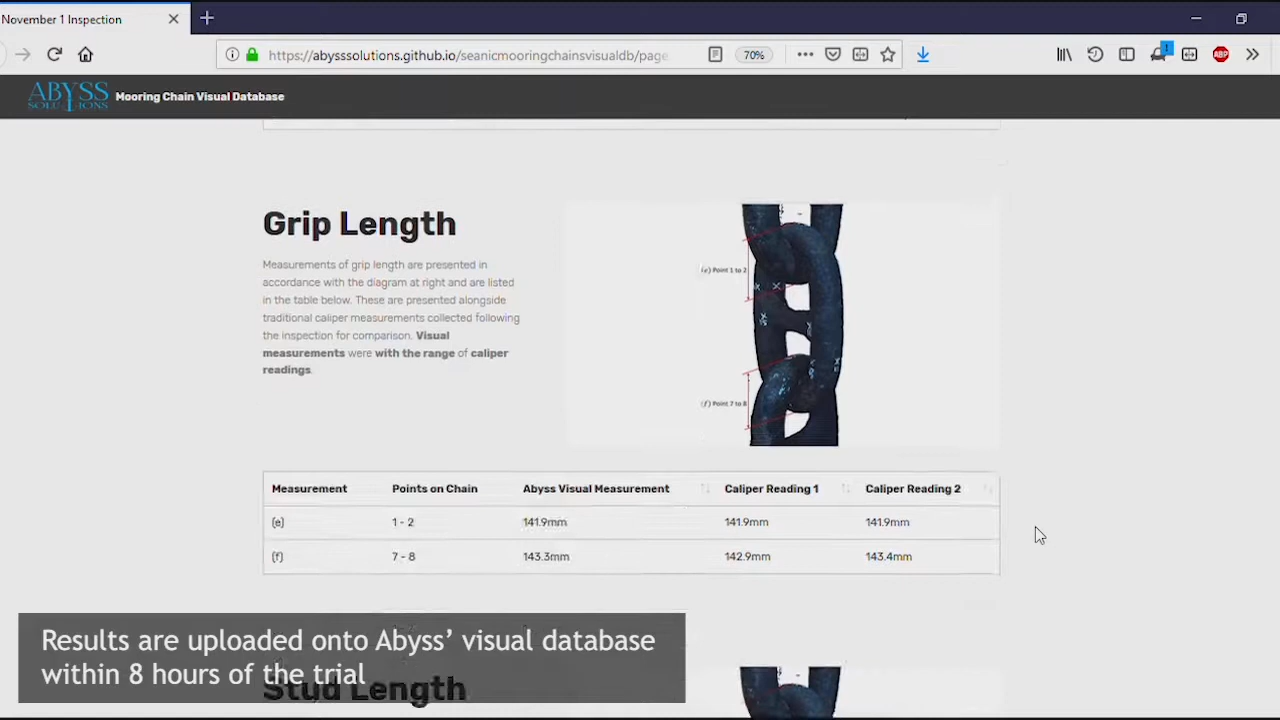 November 1 Inspection
https://abysssolutions.github.io/seanicmooringchainsvisualdb/page
70%
1
ABP
ABYSS
SOLUTIONS
Mooring Chain Visual Database
Grip Length
Measurements of grip length are presented in
accordance with the diagram at right and are listed
in the table below. These are presented alongside
traditional caliper measurements collected following
the inspection for comparison. Visual
measurements were with the range of caliper
readings.
(e) Point 1 to 2
(f) Point 7 to 8
Measurement Points on Chain Abyss Visual Measurement Caliper Reading 1 Caliper Reading 2
(e) 1 - 2 141.9mm 141.9mm 141.9mm
(f) 7 - 8 143.3mm 142.9mm 143.4mm
Results are uploaded onto Abyss' visual database
within 8 hours of the trial
Stud Length